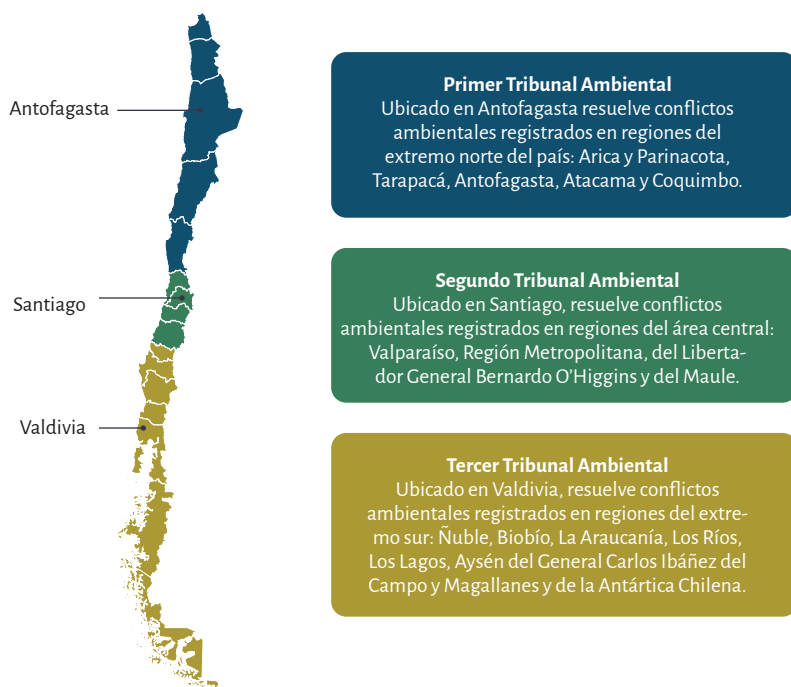 Antofagasta
Santiago
Valdivia
Primer Tribunal Ambiental
Ubicado en Antofagasta resuelve conflictos
ambientales registrados en regiones del
extremo norte del país: Arica y Parinacota,
Tarapacá, Antofagasta, Atacama y Coquimbo.
Segundo Tribunal Ambiental
Ubicado en Santiago, resuelve conflictos
ambientales registrados en regiones del área central:
Valparaíso, Región Metropolitana, del Liberta-
dor General Bernardo O’Higgins y del Maule.
Tercer Tribunal Ambiental
Ubicado en Valdivia, resuelve conflictos
ambientales registrados en regiones del extre-
mo sur: Ñuble, Biobío, La Araucanía, Los Ríos,
Los Lagos, Aysén del General Carlos Ibáñez del
Campo y Magallanes y de la Antártica Chilena.